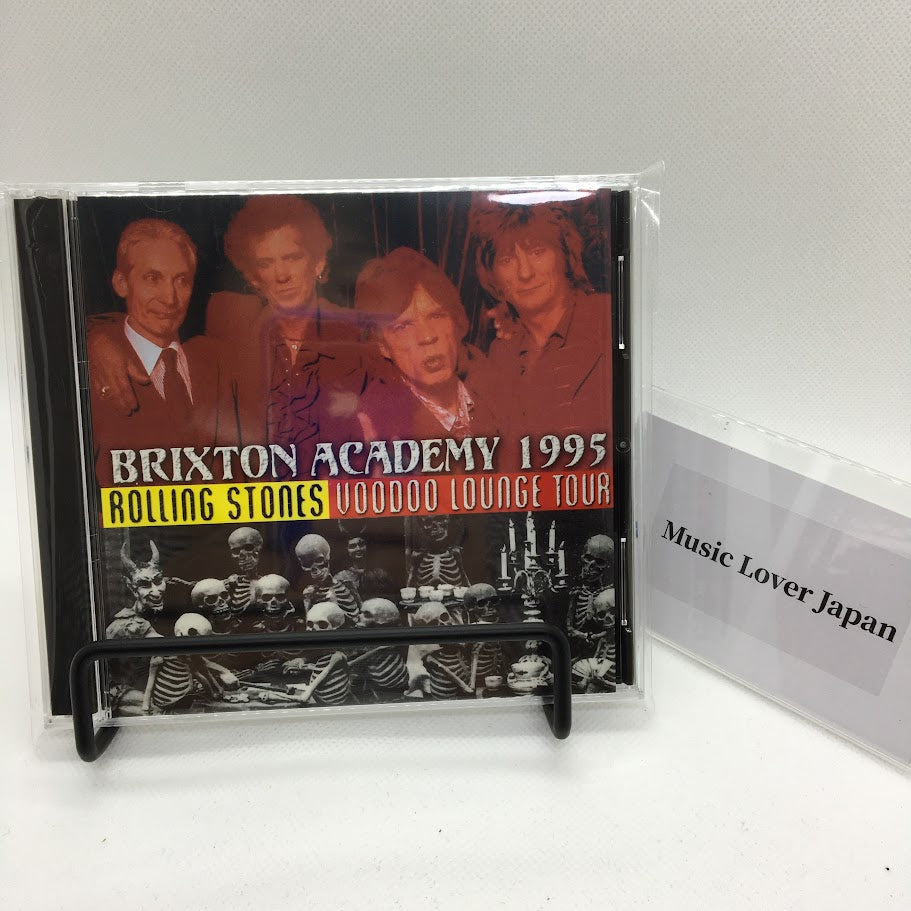 BRIXTON ACADEMY 1995
ROLLING STONES VOODOO LOUNGE TOUR
Music Lover Japan